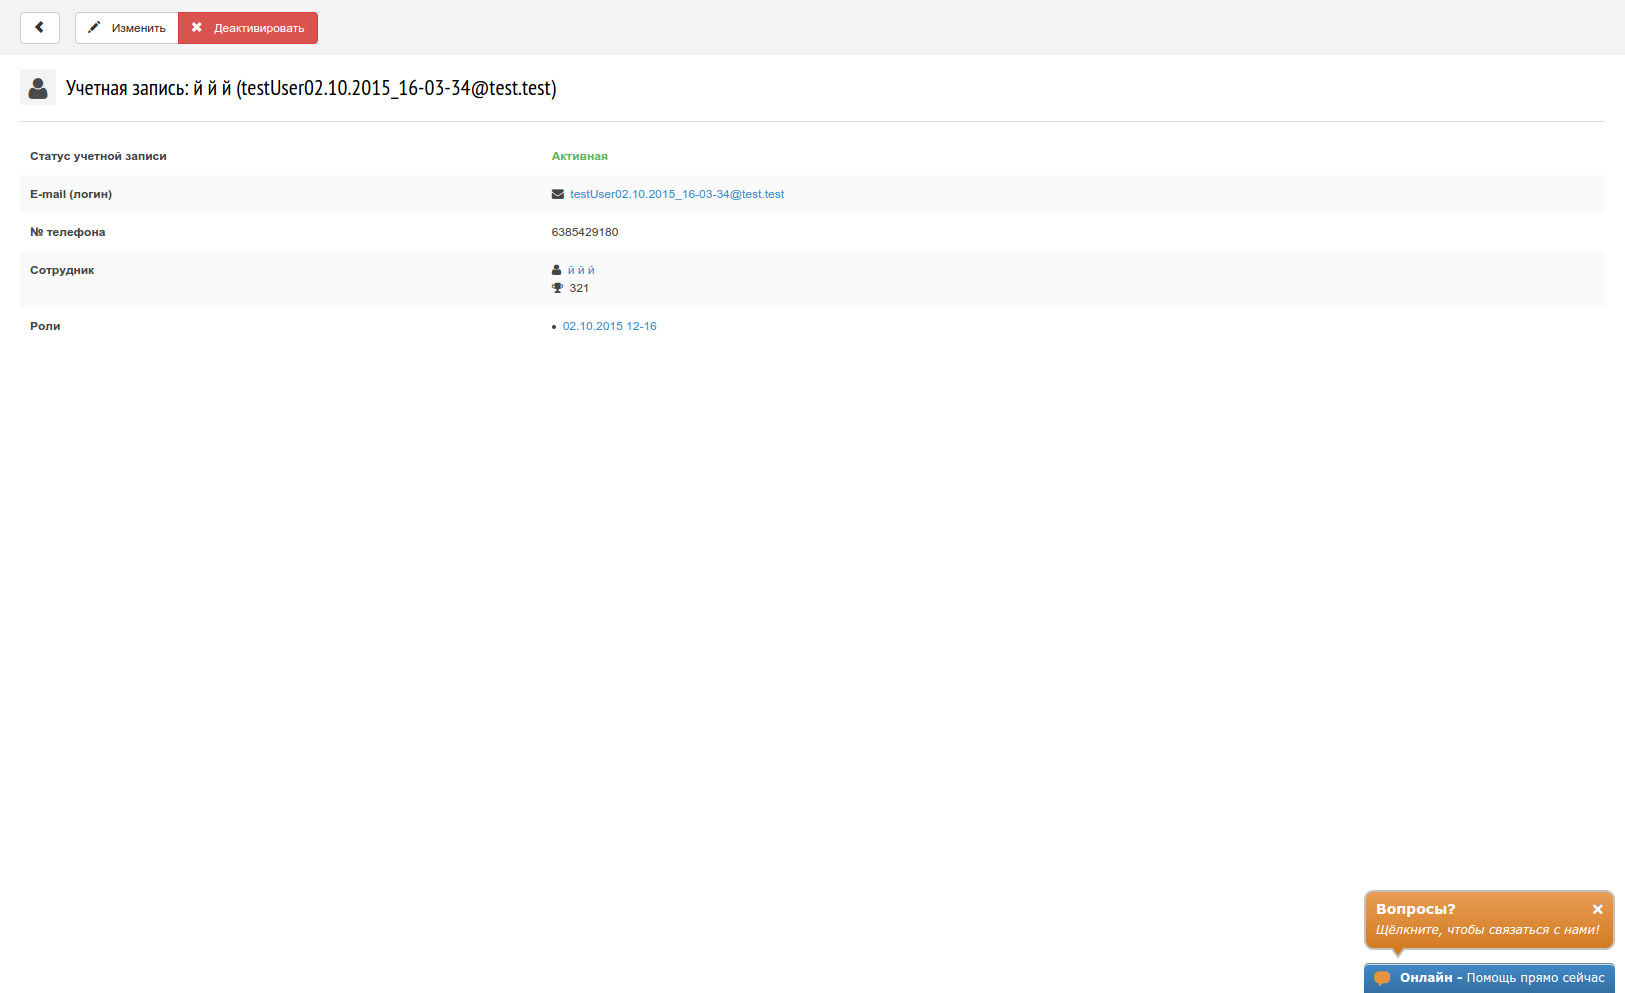 Изменить Деактивировать
Учетная запись: й й й (testUser02.10.2015_16-03-34@test.test)
Статус учетной записи Активная
E-mail (логин) testUser02.10.2015_16-03-34@test.test
№ телефона 6385429180
Сотрудник й й й
321
Роли • 02.10.2015 12-16
Вопросы?
Щёлкните, чтобы связаться с нами!
Онлайн - Помощь прямо сейчас